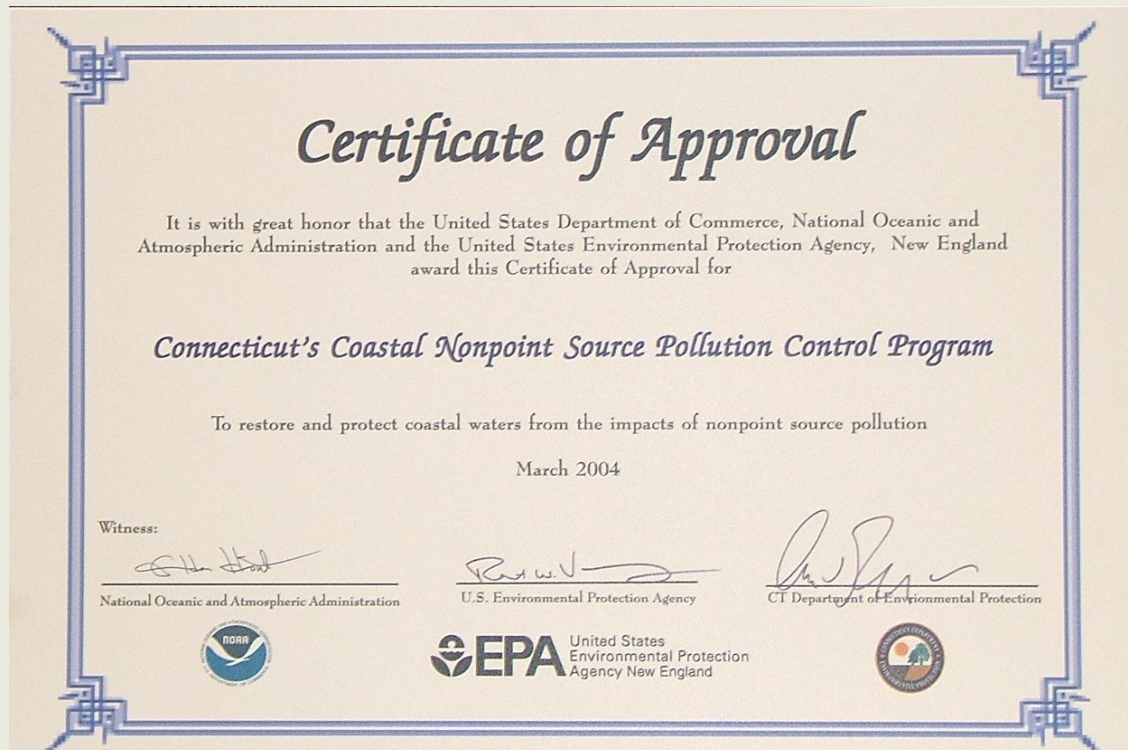 Certificate of Approval
It is with great honor that the United States Department of Commerce, National Oceanic and
Atmospheric Administration and the United States Environmental Protection Agency, New England
award this Certificate of Approval for
Connecticut's Coastal Nonpoint Source Pollution Control Program
To restore and protect coastal waters from the impacts of nonpoint source pollution
March 2004
Witness:
National Oceanic and Atmospheric Administration
U.S. Environmental Protection Agency
CT Department of Envrionmental Protection
NOAA
EPA
United States
Environmental Protection
Agency New England